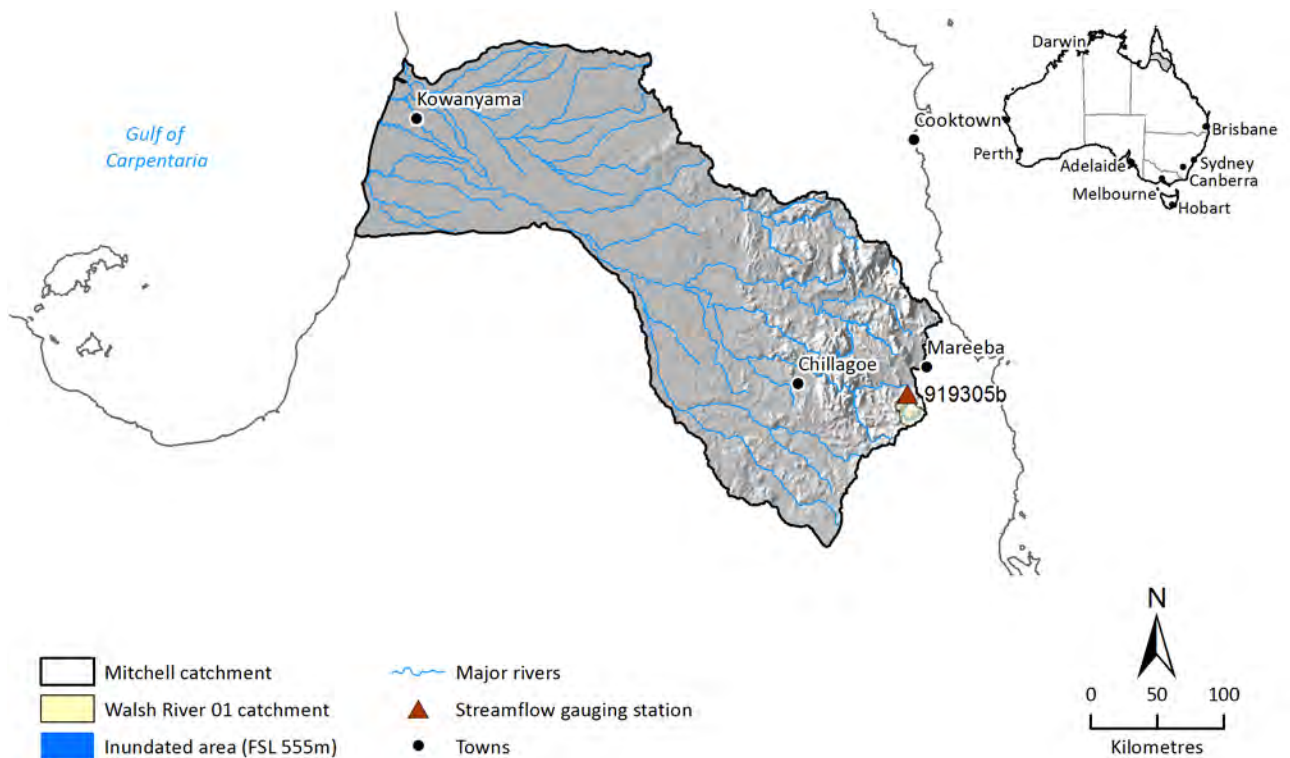 Kowanyama
Gulf of
Carpentaria
Cooktown
Mareeba
Chillagoe
919305b
Darwin
Brisbane
Perth
Adelaide
Sydney
Canberra
Melbourne
Hobart
N
Mitchell catchment
Walsh River 01 catchment
Inundated area (FSL 555m)
Major rivers
Streamflow gauging station
Towns
0 50 100
Kilometres